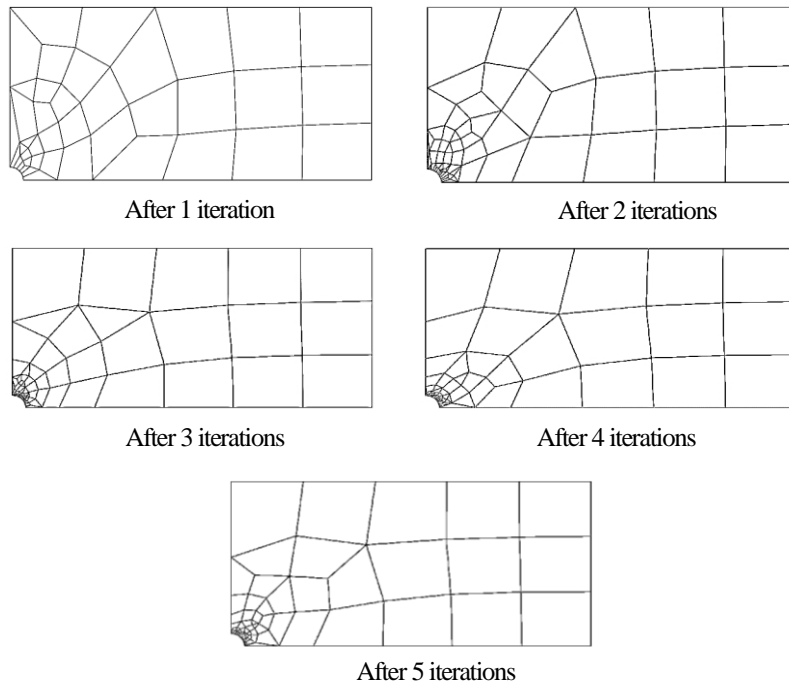 After 1 iteration
After 2 iterations
After 3 iterations
After 4 iterations
After 5 iterations